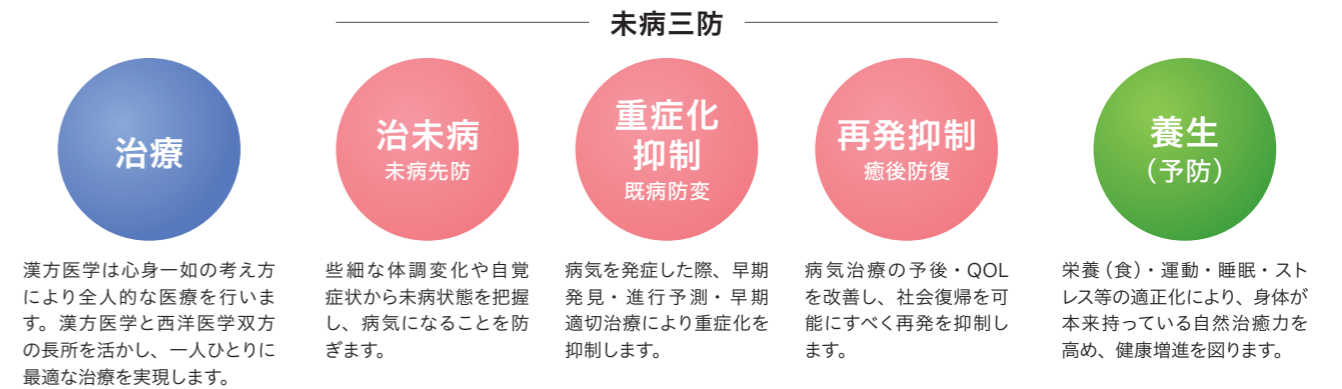 未病三防
治療
漢方医学は心身一如の考え方
により全人的な医療を行いま
す。漢方医学と西洋医学双方
の長所を活かし、一人ひとりに
最適な治療を実現します。
治未病
未病先防
些細な体調変化や自覚
症状から未病状態を把握
し、病気になることを防
ぎます。
重症化
抑制
既病防変
病気を発症した際、早期
発見・進行予測・早期
適切治療により重症化を
抑制します。
再発抑制
癒後防復
病気治療の予後・QOL
を改善し、社会復帰を可
能にすべく再発を抑制し
ます。
養生
（予防）
栄養（食）・運動・睡眠・スト
レス等の適正化により、身体が
本来持っている自然治癒力を
高め、健康増進を図ります。